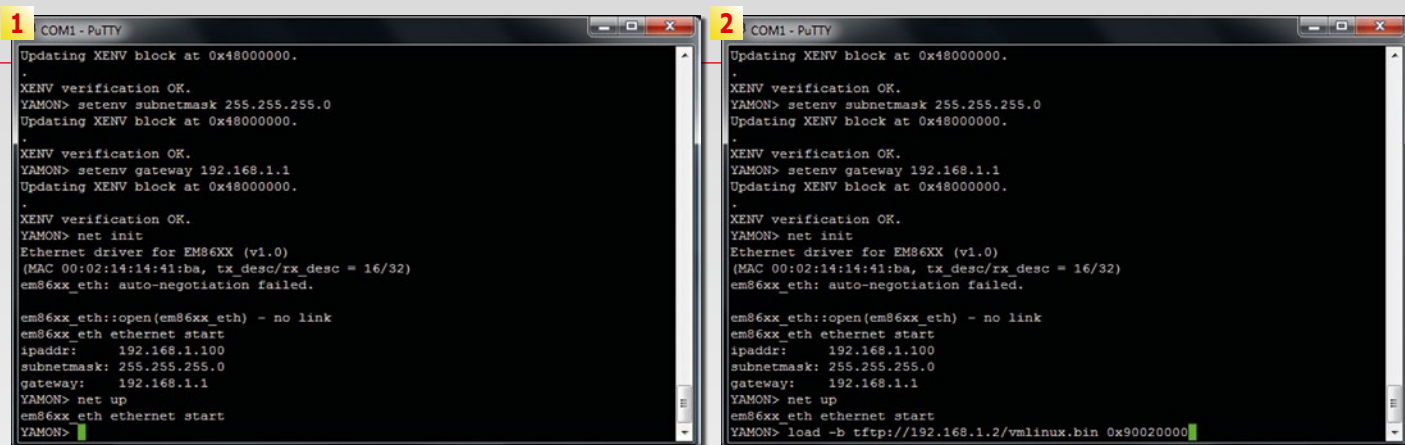 1
COM1 - PuTTY
Updating XENV block at 0x48000000.
.
XENV verification OK.
YAMON> setenv subnetmask 255.255.255.0
Updating XENV block at 0x48000000.
.
XENV verification OK.
YAMON> setenv gateway 192.168.1.1
Updating XENV block at 0x48000000.
.
XENV verification OK.
YAMON> net init
Ethernet driver for EM86XX (v1.0)
(MAC 00:02:14:14:41:ba, tx_desc/rx_desc = 16/32)
em86xx_eth: auto-negotiation failed.
em86xx_eth::open(em86xx_eth) - no link
em86xx_eth ethernet start
ipaddr: 192.168.1.100
subnetmask: 255.255.255.0
gateway: 192.168.1.1
YAMON> net up
em86xx_eth ethernet start
YAMON>
2
COM1 - PuTTY
Updating XENV block at 0x48000000.
.
XENV verification OK.
YAMON> setenv subnetmask 255.255.255.0
Updating XENV block at 0x48000000.
.
XENV verification OK.
YAMON> setenv gateway 192.168.1.1
Updating XENV block at 0x48000000.
.
XENV verification OK.
YAMON> net init
Ethernet driver for EM86XX (v1.0)
(MAC 00:02:14:14:41:ba, tx_desc/rx_desc = 16/32)
em86xx_eth: auto-negotiation failed.
em86xx_eth::open(em86xx_eth) - no link
em86xx_eth ethernet start
ipaddr: 192.168.1.100
subnetmask: 255.255.255.0
gateway: 192.168.1.1
YAMON> net up
em86xx_eth ethernet start
YAMON> load -b tftp://192.168.1.2/vmlinux.bin 0x90020000